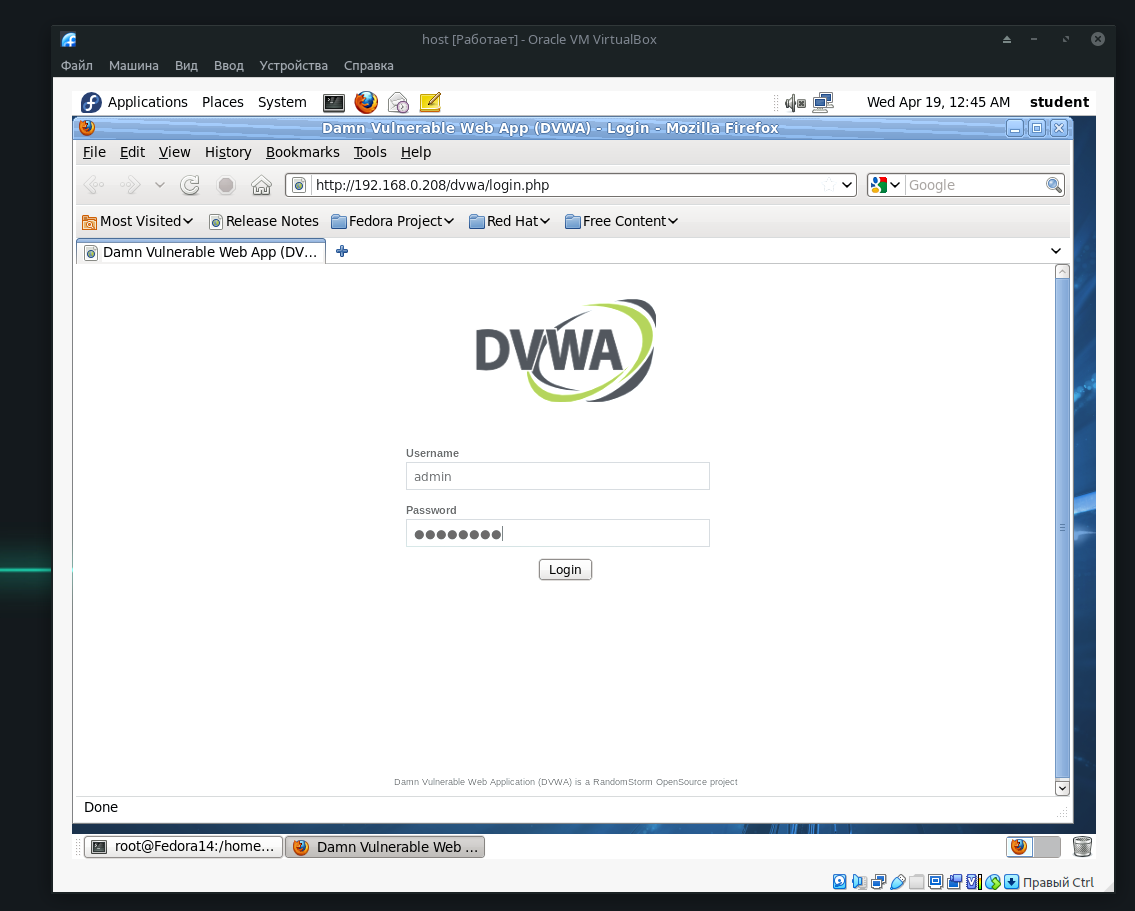 host [Работает] - Oracle VM VirtualBox
Файл Машина Вид Ввод Устройства Справка
Applications Places System Wed Apr 19, 12:45 AM student
Damn Vulnerable Web App (DVWA) - Login - Mozilla Firefox
File Edit View History Bookmarks Tools Help
http://192.168.0.208/dvwa/login.php Google
Most Visited Release Notes Fedora Project Red Hat Free Content
Damn Vulnerable Web App (DV...
DVWA
Username
admin
Password
●●●●●●●●
Login
Damn Vulnerable Web Application (DVWA) is a RandomStorm OpenSource project
Done
root@Fedora14:/home... Damn Vulnerable Web ...
Правый Ctrl